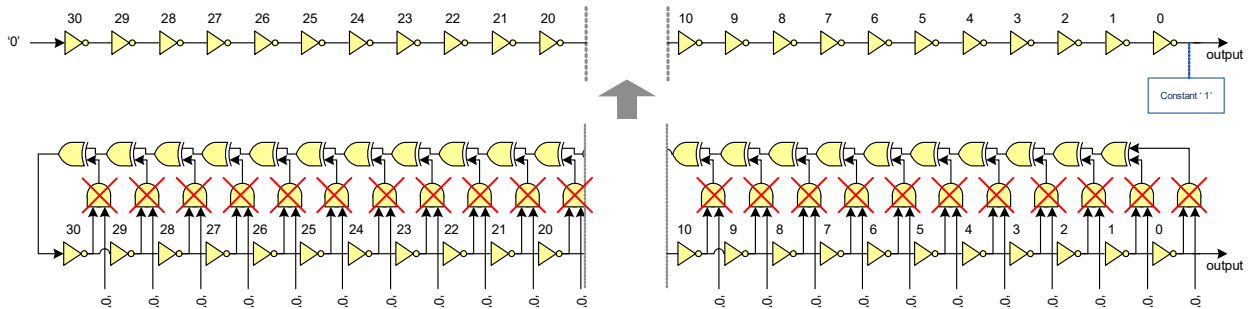 30 29 28 27 26 25 24 23 22 21 20 10 9 8 7 6 5 4 3 2 1 0
‘0’
output
Constant ‘ 1’
30 29 28 27 26 25 24 23 22 21 20 10 9 8 7 6 5 4 3 2 1 0
output
‘0’ ‘0’ ‘0’ ‘0’ ‘0’ ‘0’ ‘0’ ‘0’ ‘0’ ‘0’ ‘0’ ‘0’ ‘0’ ‘0’ ‘0’ ‘0’ ‘0’ ‘0’ ‘0’ ‘0’ ‘0’ ‘0’